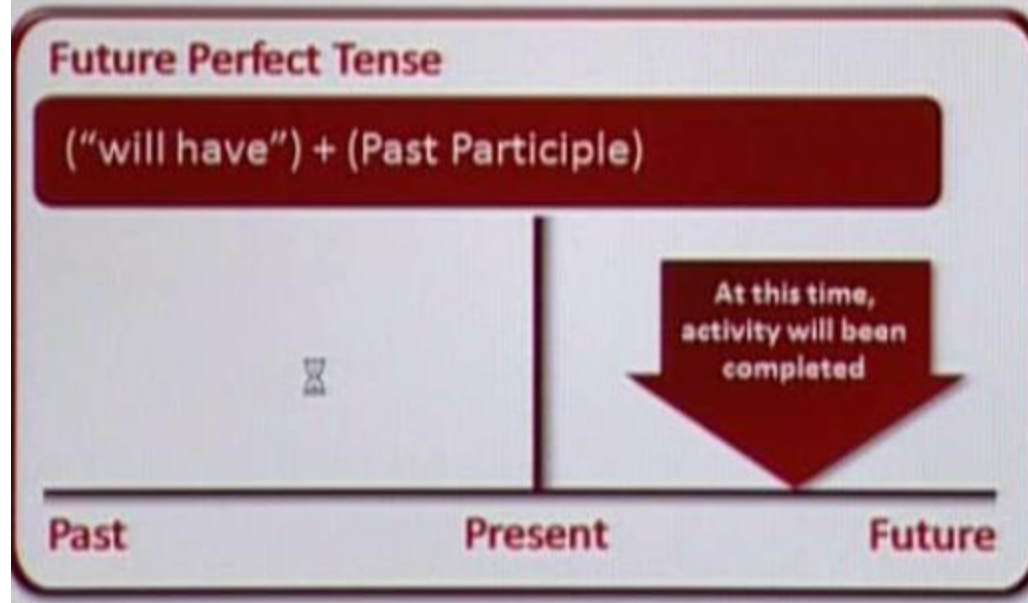 Future Perfect Tense
("will have") + (Past Participle)
At this time,
activity will been
completed
Past
Present
Future